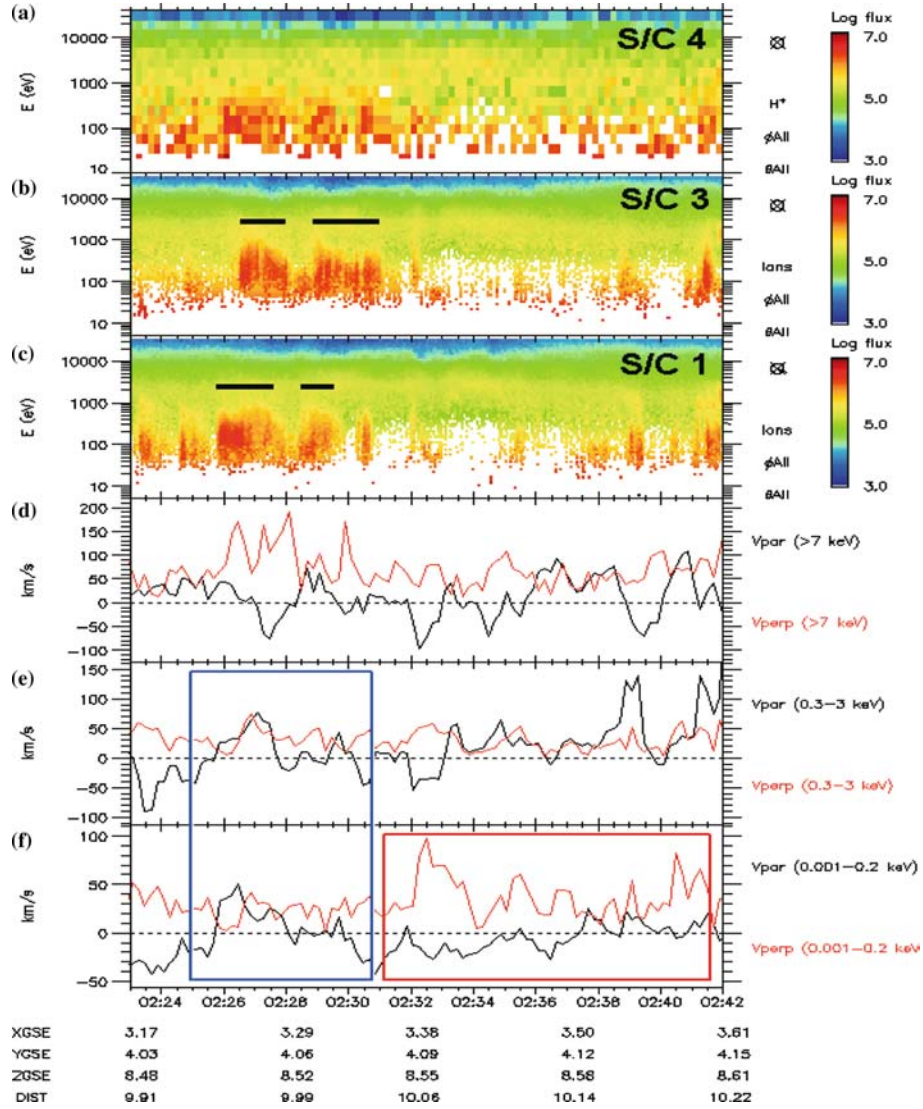 (a)
S/C 4
E (eV)
10000
1000
100
10
H+
ϕAll
θAll
Log flux
7.0
5.0
3.0
(b)
S/C 3
E (eV)
10000
1000
100
10
Ions
ϕAll
θAll
Log flux
7.0
5.0
3.0
(c)
S/C 1
E (eV)
10000
1000
100
10
Ions
ϕAll
θAll
Log flux
7.0
5.0
3.0
(d)
km/s
200
150
100
50
0
−50
−100
Vpar (>7 keV)
Vperp (>7 keV)
(e)
km/s
150
100
50
0
−50
−100
Vpar (0.3−3 keV)
Vperp (0.3−3 keV)
(f)
km/s
100
50
0
−50
Vpar (0.001−0.2 keV)
Vperp (0.001−0.2 keV
02:24 02:26 02:28 02:30 02:32 02:34 02:36 02:38 02:40 02:42
XGSE 3.17 3.29 3.38 3.50 3.61
YGSE 4.03 4.06 4.09 4.12 4.15
ZGSE 8.48 8.52 8.55 8.58 8.61
DIST 9.91 9.99 10.06 10.14 10.22